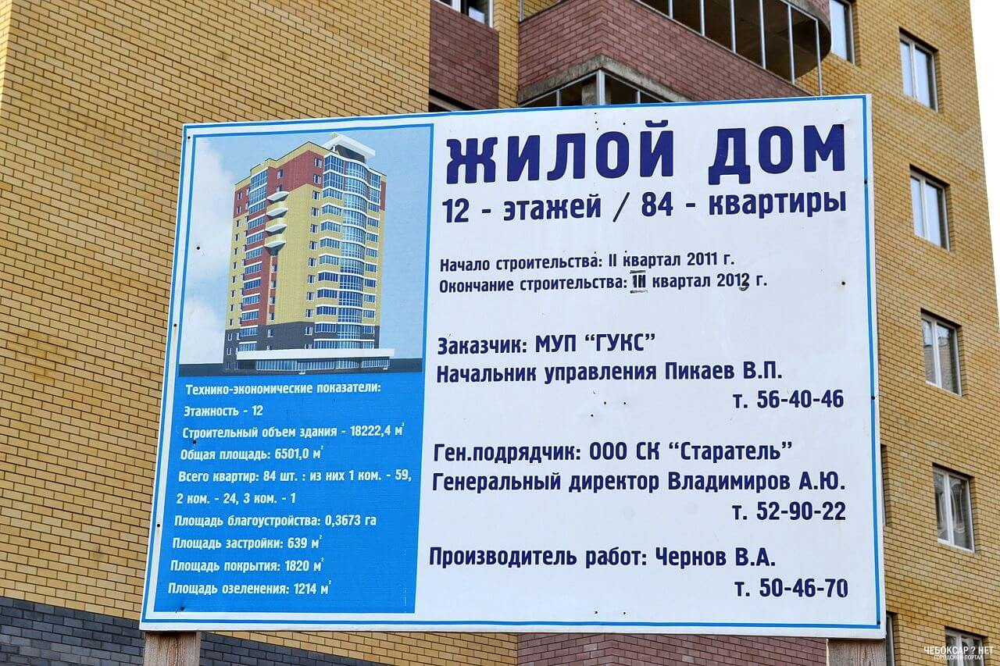 ЖИЛОЙ ДОМ
12 - этажей / 84 - квартиры
Начало строительства: II квартал 2011 г.
Окончание строительства: III квартал 2012 г.
Заказчик: МУП “ГУКС”
Начальник управления Пикаев В.П.
т. 56-40-46
Ген.подрядчик: ООО СК “Старатель”
Генеральный директор Владимиров А.Ю.
т. 52-90-22
Производитель работ: Чернов В.А.
т. 50-46-70
Технико-экономические показатели:
Этажность - 12
Строительный объем здания - 18222,4 м²
Общая площадь: 6501,0 м²
Всего квартир: 84 шт. : из них 1 ком. - 59,
2 ком. - 24, 3 ком. - 1
Площадь благоустройства: 0,3673 га
Площадь застройки: 639 м²
Площадь покрытия: 1820 м²
Площадь озеленения: 1214 м²
ЧЕБОКСАР ? НЕТ
ГОРОДСКОЙ ПОРТАЛ